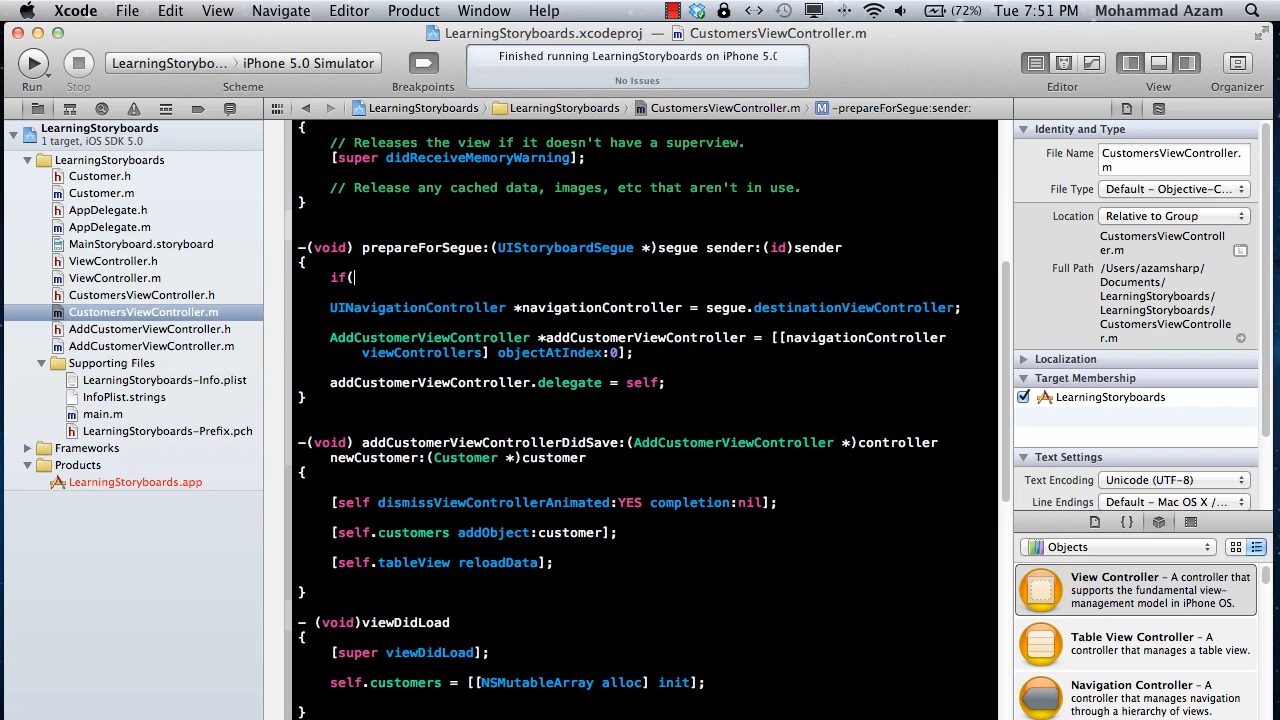 Xcode File Edit View Navigate Editor Product Window Help (72%) Tue 7:51 PM Mohammad Azam
LearningStoryboards.xcodeproj — CustomersViewController.m
Run Stop
LearningStorybo... iPhone 5.0 Simulator
Scheme
Breakpoints
Finished running LearningStoryboards on iPhone 5.0
No Issues
Editor View Organizer
LearningStoryboards LearningStoryboards CustomersViewController.m M -prepareForSegue:sender:
LearningStoryboards
1 target, iOS SDK 5.0
LearningStoryboards
Customer.h
Customer.m
AppDelegate.h
AppDelegate.m
MainStoryboard.storyboard
ViewController.h
ViewController.m
CustomersViewController.h
CustomersViewController.m
AddCustomerViewController.h
AddCustomerViewController.m
Supporting Files
LearningStoryboards-Info.plist
InfoPlist.strings
main.m
LearningStoryboards-Prefix.pch
Frameworks
Products
LearningStoryboards.app
{
// Releases the view if it doesn't have a superview.
[super didReceiveMemoryWarning];
// Release any cached data, images, etc that aren't in use.
}
-(void) prepareForSegue:(UIStoryboardSegue *)segue sender:(id)sender
{
if(
UINavigationController *navigationController = segue.destinationViewController;
AddCustomerViewController *addCustomerViewController = [[navigationController
viewControllers] objectAtIndex:0];
addCustomerViewController.delegate = self;
}
-(void) addCustomerViewControllerDidSave:(AddCustomerViewController *)controller
newCustomer:(Customer *)customer
{
[self dismissViewControllerAnimated:YES completion:nil];
[self.customers addObject:customer];
[self.tableView reloadData];
}
- (void)viewDidLoad
{
[super viewDidLoad];
self.customers = [[NSMutableArray alloc] init];
}
Identity and Type
File Name CustomersViewController.
m
File Type Default - Objective-C...
Location Relative to Group
CustomersViewControll
er.m
Full Path /Users/azamsharp/
Documents/
LearningStoryboards/
LearningStoryboards/
CustomersViewControlle
r.m
Localization
Target Membership
LearningStoryboards
Text Settings
Text Encoding Unicode (UTF-8)
Line Endings Default - Mac OS X /...
Objects
View Controller - A controller that
supports the fundamental view-
management model in iPhone OS.
Table View Controller - A
controller that manages a table view.
Navigation Controller - A
controller that manages navigation
through a hierarchy of views.